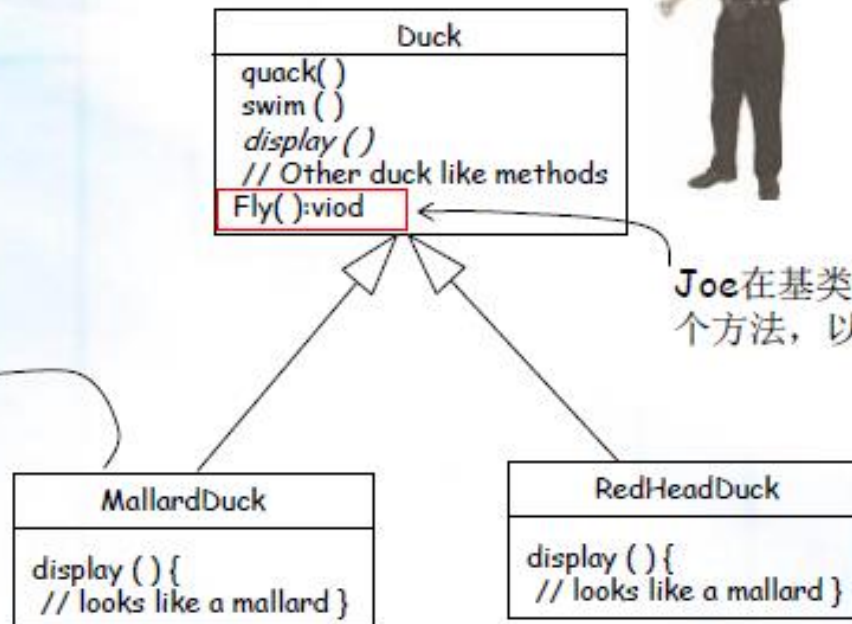 Duck
quack( )
swim ( )
display ( )
// Other duck like methods
Fly( ):viod
Joe在基类
个方法，以
MallardDuck
display ( ) {
// looks like a mallard }
RedHeadDuck
display ( ) {
// looks like a mallard }